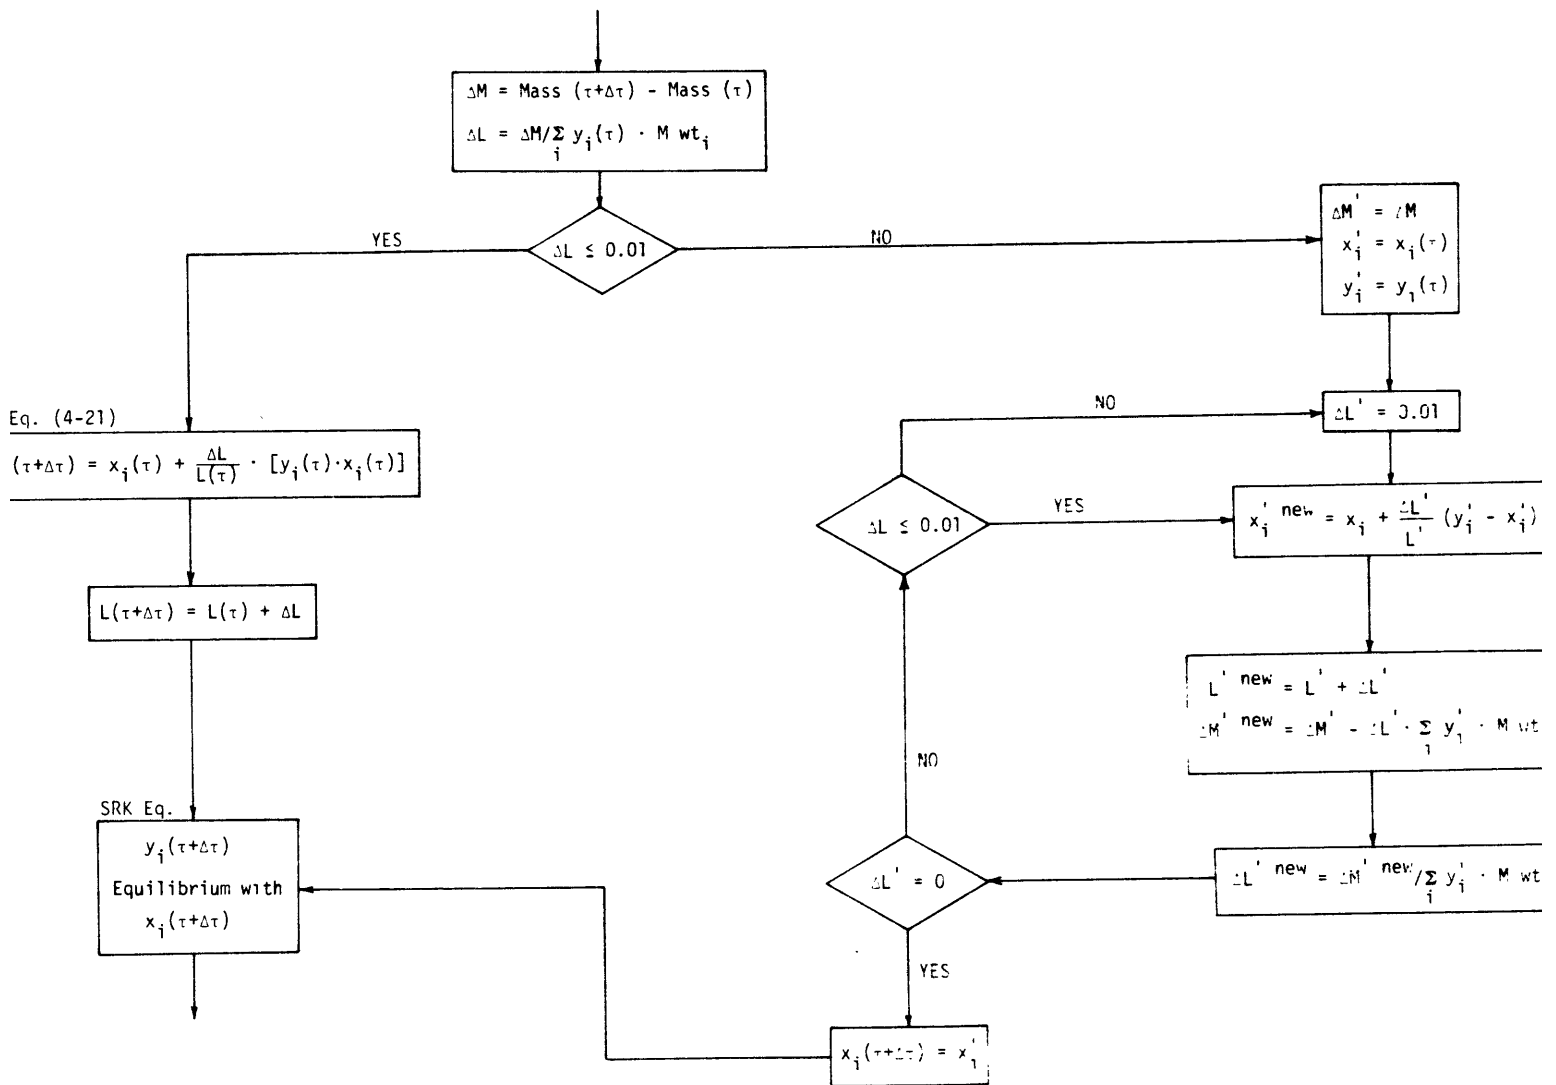 ΔM = Mass (τ+Δτ) - Mass (τ)
ΔL = ΔM/Σ_i y_i(τ) · M wt_i
ΔL ≤ 0.01
YES
NO
ΔM' = ΔM
x_i' = x_i(τ)
y_i' = y_i(τ)
Eq. (4-21)
(τ+Δτ) = x_i(τ) + ΔL/L(τ) · [y_i(τ)·x_i(τ)]
L(τ+Δτ) = L(τ) + ΔL
SRK Eq.
y_i(τ+Δτ)
Equilibrium with
x_i(τ+Δτ)
NO
ΔL' = 0.01
ΔL ≤ 0.01
YES
x_i' new = x_i + ΔL'/L' (y_i' - x_i')
L' new = L' + ΔL'
ΔM' new = ΔM' - ΔL' · Σ_i y_i' · M wt
NO
ΔL' = 0
ΔL' new = ΔM' new/Σ_i y_i' · M wt
YES
x_i(τ+Δτ) = x_i'